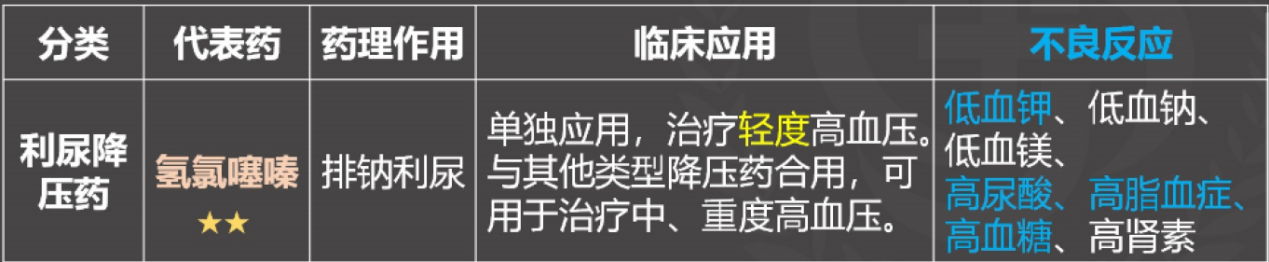 分类
代表药
药理作用
临床应用
不良反应
利尿降
压药
氢氯噻嗪
★★
排钠利尿
单独应用，治疗轻度高血压。
与其他类型降压药合用，可
用于治疗中、重度高血压。
低血钾、低血钠、
低血镁、
高尿酸、高脂血症、
高血糖、高肾素